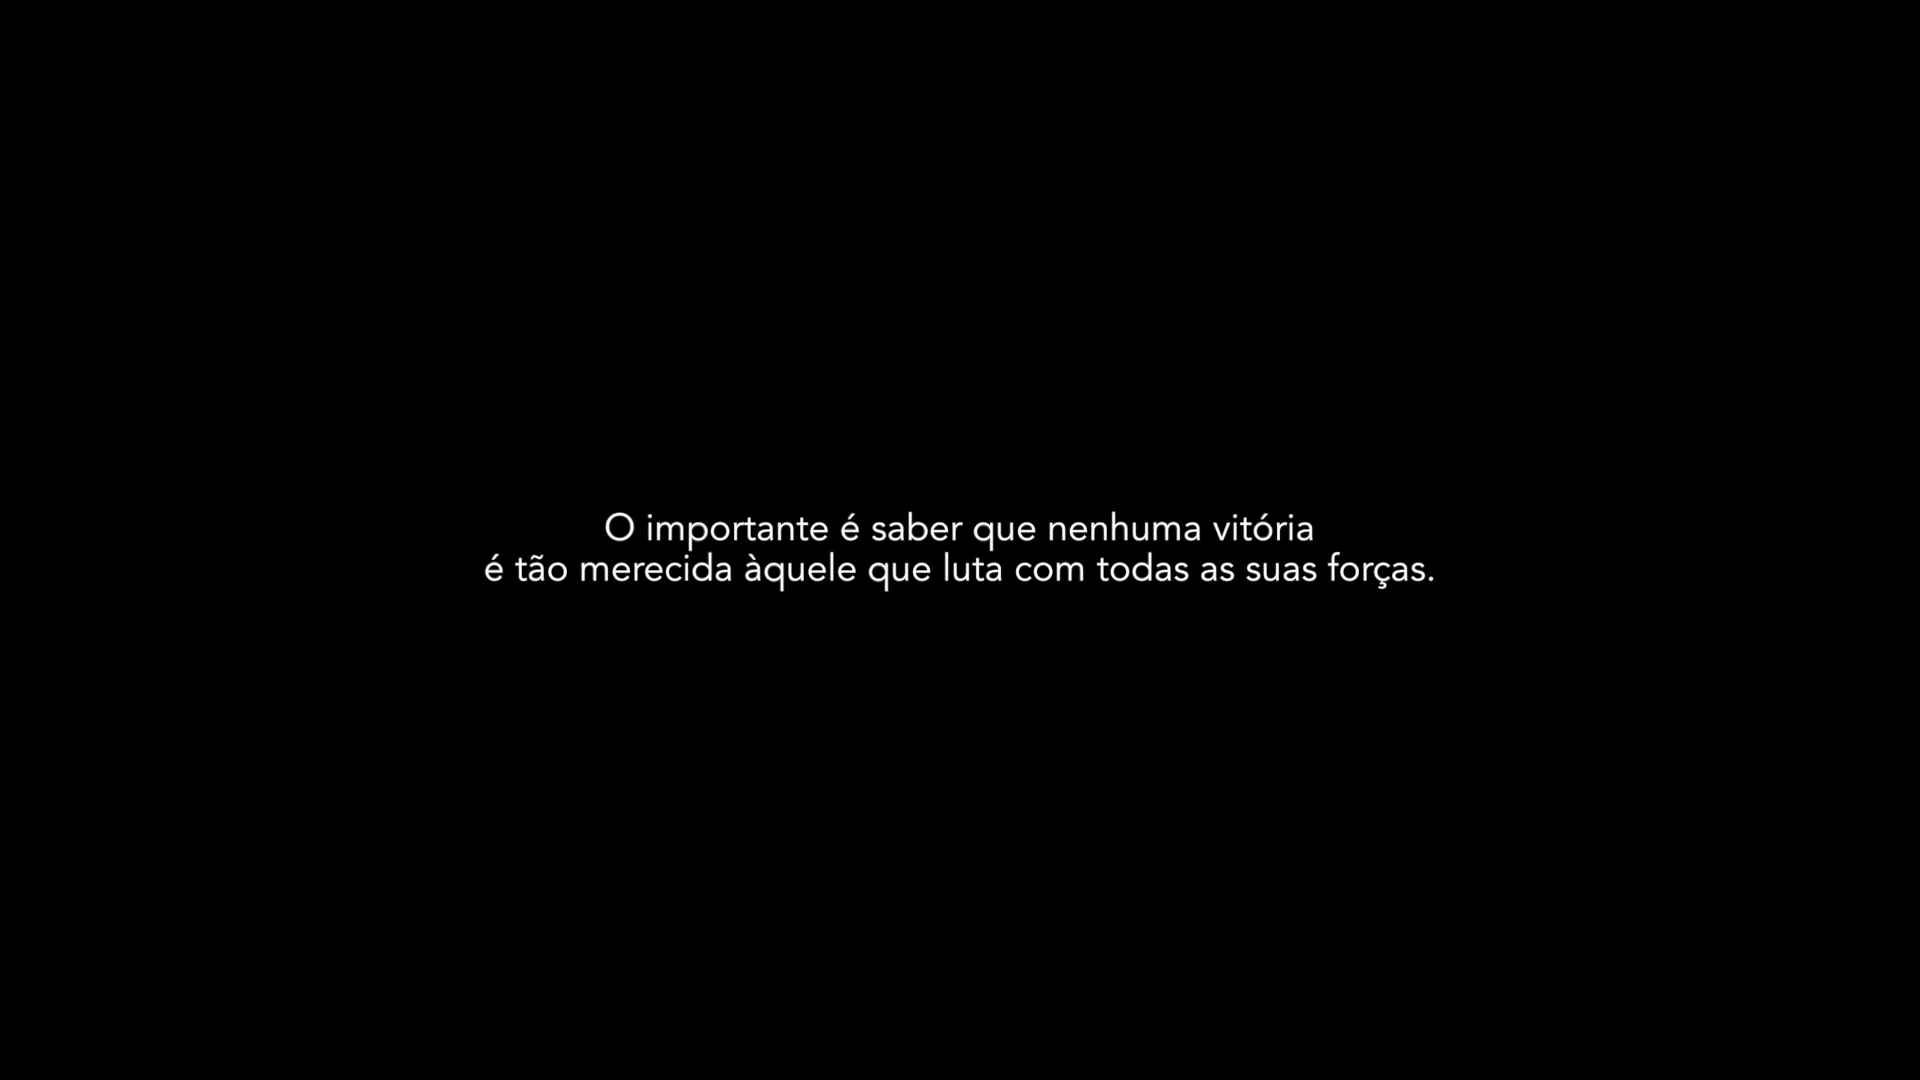 O importante é saber que nenhuma vitória
é tão merecida àquele que luta com todas as suas forças.